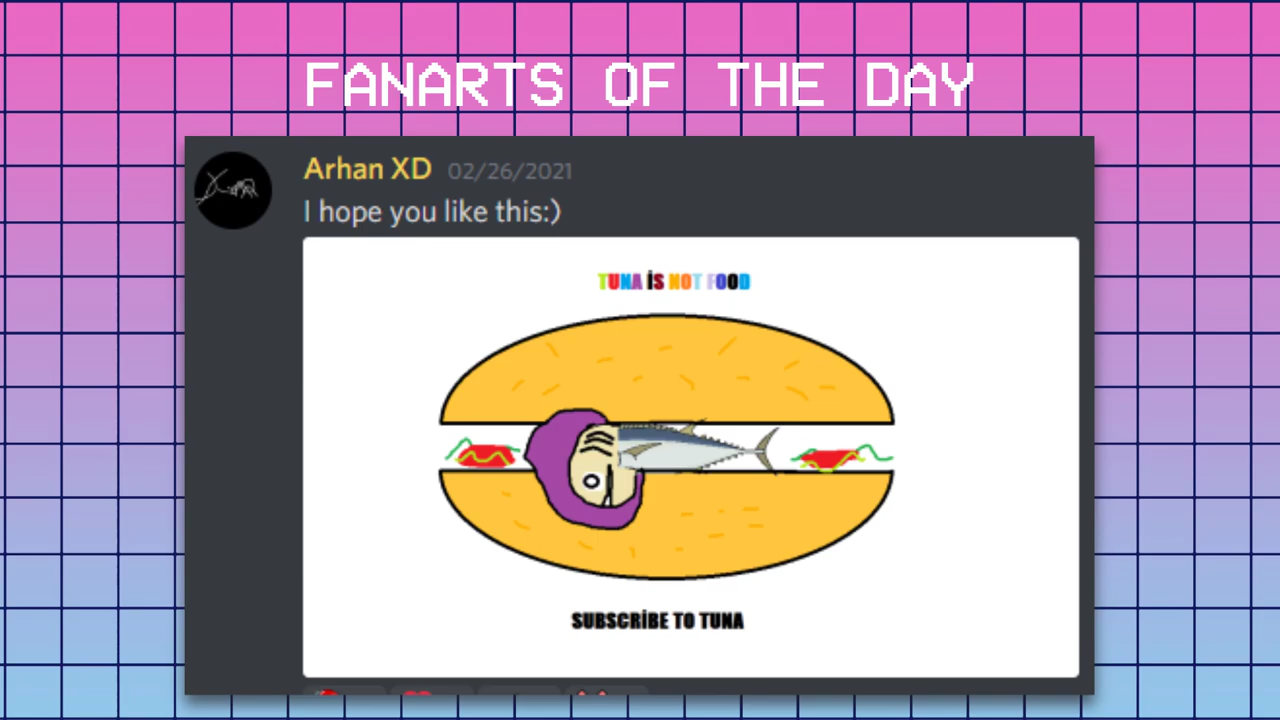 FANARTS OF THE DAY
Arhan XD 02/26/2021
I hope you like this:)
TUNA İS NOT FOOD
SUBSCRİBE TO TUNA